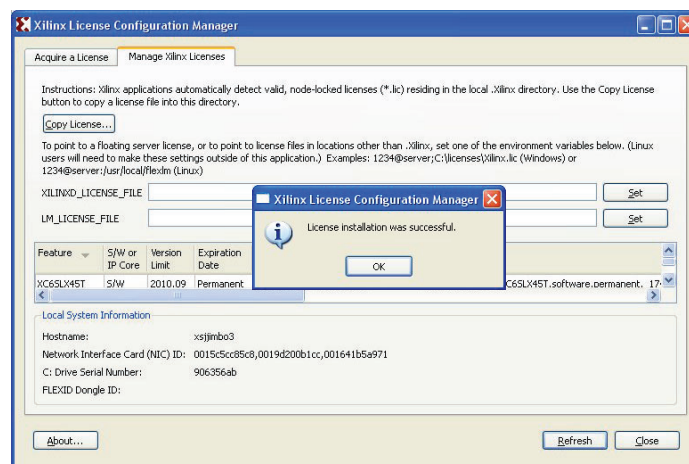 Xilinx License Configuration Manager
Acquire a License
Manage Xilinx Licenses
Instructions: Xilinx applications automatically detect valid, node-locked licenses (*.lic) residing in the local .Xilinx directory. Use the Copy License
button to copy a license file into this directory.
Copy License...
To point to a floating server license, or to point to license files in locations other than .Xilinx, set one of the environment variables below. (Linux
users will need to make these settings outside of this application.) Examples: 1234@server;C:\licenses\Xilinx.lic (Windows) or
1234@server:/usr/local/flexlm (Linux)
XILINXD_LICENSE_FILE
Set
LM_LICENSE_FILE
Set
Xilinx License Configuration Manager
License installation was successful.
OK
Feature S/W or IP Core Version Limit Expiration Date
XC6SLX45T S/W 2010.09 Permanent C6SLX45T.software.permanent. 17
Local System Information
Hostname: xsjjimbo3
Network Interface Card (NIC) ID: 0015c5cc85c8,0019d200b1cc,001641b5a971
C: Drive Serial Number: 906356ab
FLEXID Dongle ID:
About...
Refresh
Close